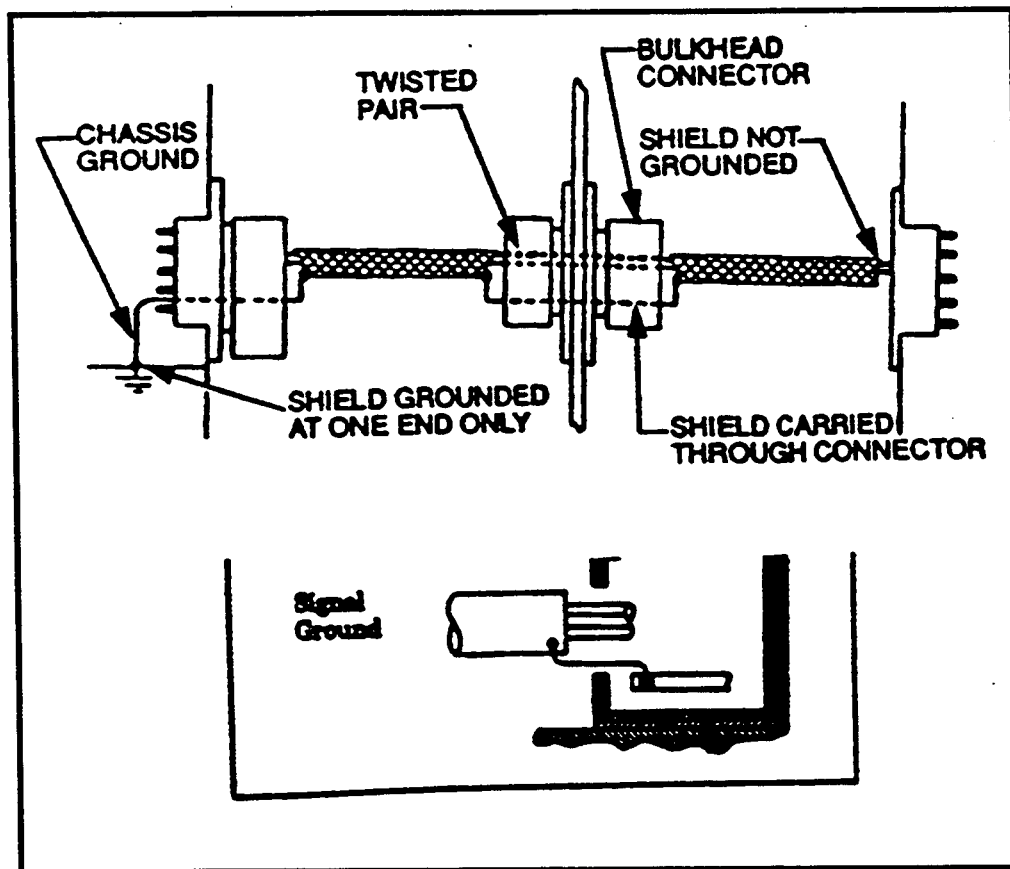 BULKHEAD
CONNECTOR
TWISTED
PAIR
CHASSIS
GROUND
SHIELD NOT
GROUNDED
SHIELD GROUNDED
AT ONE END ONLY
SHIELD CARRIED
THROUGH CONNECTOR
Signal
Ground